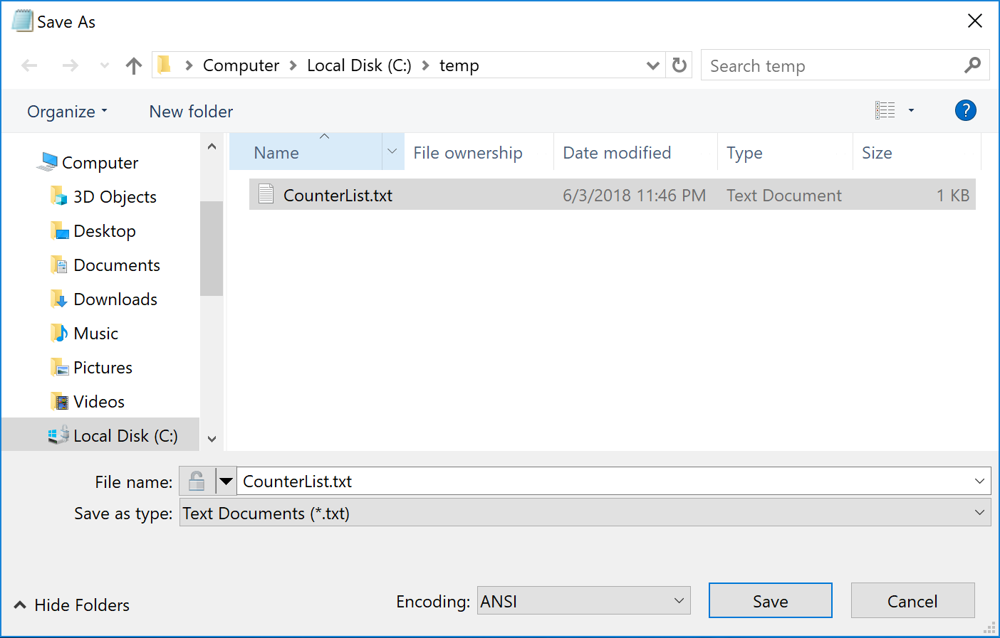 Save As
Computer Local Disk (C:) temp
Search temp
Organize New folder
?
Name File ownership Date modified Type Size
CounterList.txt 6/3/2018 11:46 PM Text Document 1 KB
Computer
3D Objects
Desktop
Documents
Downloads
Music
Pictures
Videos
Local Disk (C:)
File name: CounterList.txt
Save as type: Text Documents (*.txt)
Hide Folders
Encoding: ANSI
Save
Cancel